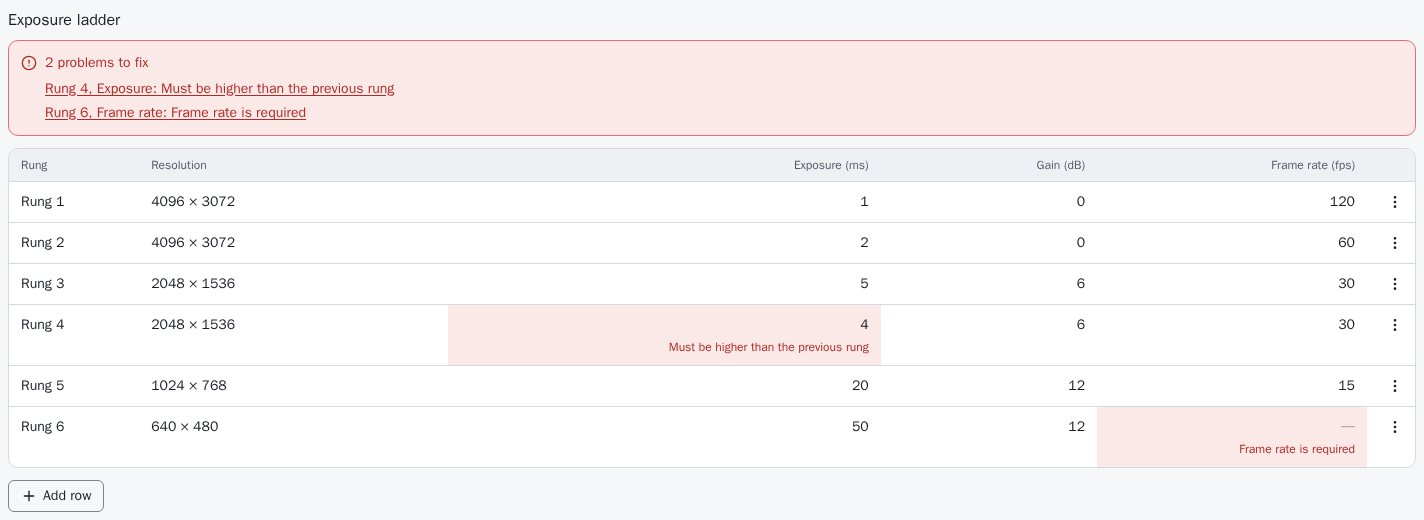 Exposure ladder
2 problems to fix
Rung 4, Exposure: Must be higher than the previous rung
Rung 6, Frame rate: Frame rate is required
Rung Resolution Exposure (ms) Gain (dB) Frame rate (fps)
Rung 1 4096 × 3072 1 0 120
Rung 2 4096 × 3072 2 0 60
Rung 3 2048 × 1536 5 6 30
Rung 4 2048 × 1536 4 6 30
Must be higher than the previous rung
Rung 5 1024 × 768 20 12 15
Rung 6 640 × 480 50 12 —
Frame rate is required
Add row